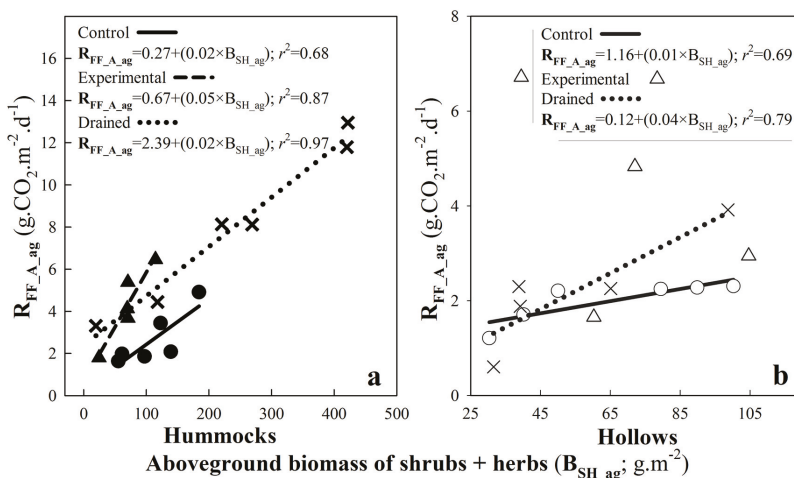 Control
R_FF_A_ag=0.27+(0.02×B_SH_ag); r²=0.68
Experimental
R_FF_A_ag=0.67+(0.05×B_SH_ag); r²=0.87
Drained
R_FF_A_ag=2.39+(0.02×B_SH_ag); r²=0.97
R_FF_A_ag (g.CO₂.m⁻².d⁻¹)
16
14
12
10
8
6
4
2
0
0 100 200 300 400 500
a
Hummocks
Control
R_FF_A_ag=1.16+(0.01×B_SH_ag); r²=0.69
Experimental
Drained
R_FF_A_ag=0.12+(0.04×B_SH_ag); r²=0.79
R_FF_A_ag (g.CO₂.m⁻².d⁻¹)
8
6
4
2
0
25 45 65 85 105
b
Hollows
Aboveground biomass of shrubs + herbs (B_SH_ag; g.m⁻²)